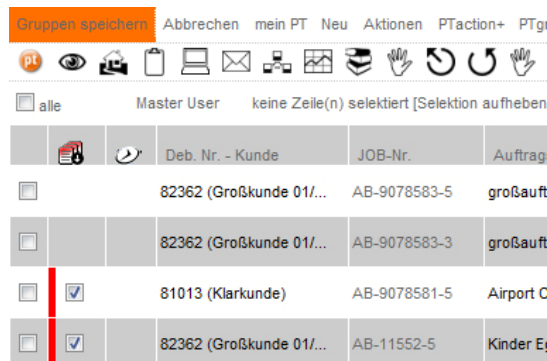 Gruppen speichern Abbrechen mein PT Neu Aktionen PTaction+
pt
alle Master User keine Zeile(n) selektiert [Selektion aufheben
Deb. Nr. - Kunde JOB-Nr. Auftrag
82362 (Großkunde 01/... AB-9078583-5 großauft
82362 (Großkunde 01/... AB-9078583-3 großauft
81013 (Klarkunde) AB-9078581-5 Airport
82362 (Großkunde 01/... AB-11552-5 Kinder